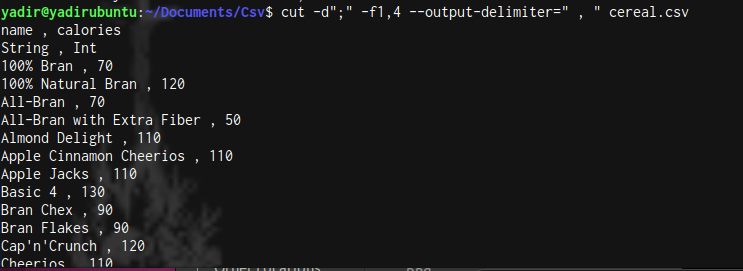 yadir@yadirubuntu:~/Documents/Csv$ cut -d";" -f1,4 --output-delimiter=" , " cereal.csv
name , calories
String , Int
100% Bran , 70
100% Natural Bran , 120
All-Bran , 70
All-Bran with Extra Fiber , 50
Almond Delight , 110
Apple Cinnamon Cheerios , 110
Apple Jacks , 110
Basic 4 , 130
Bran Chex , 90
Bran Flakes , 90
Cap'n'Crunch , 120
Cheerios , 110